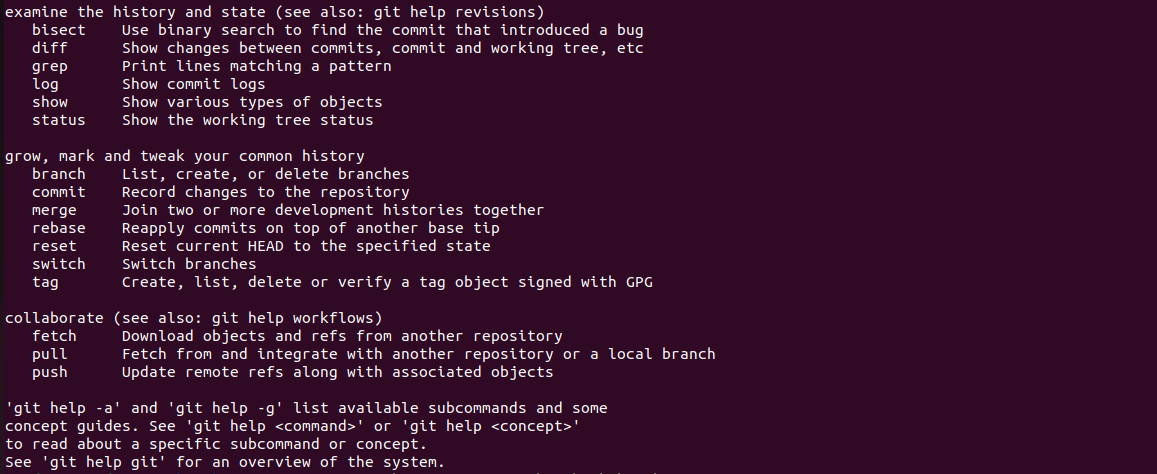 examine the history and state (see also: git help revisions)
   bisect    Use binary search to find the commit that introduced a bug
   diff      Show changes between commits, commit and working tree, etc
   grep      Print lines matching a pattern
   log       Show commit logs
   show      Show various types of objects
   status    Show the working tree status

grow, mark and tweak your common history
   branch    List, create, or delete branches
   commit    Record changes to the repository
   merge     Join two or more development histories together
   rebase    Reapply commits on top of another base tip
   reset     Reset current HEAD to the specified state
   switch    Switch branches
   tag       Create, list, delete or verify a tag object signed with GPG

collaborate (see also: git help workflows)
   fetch     Download objects and refs from another repository
   pull      Fetch from and integrate with another repository or a local branch
   push      Update remote refs along with associated objects

'git help -a' and 'git help -g' list available subcommands and some
concept guides. See 'git help <command>' or 'git help <concept>'
to read about a specific subcommand or concept.
See 'git help git' for an overview of the system.